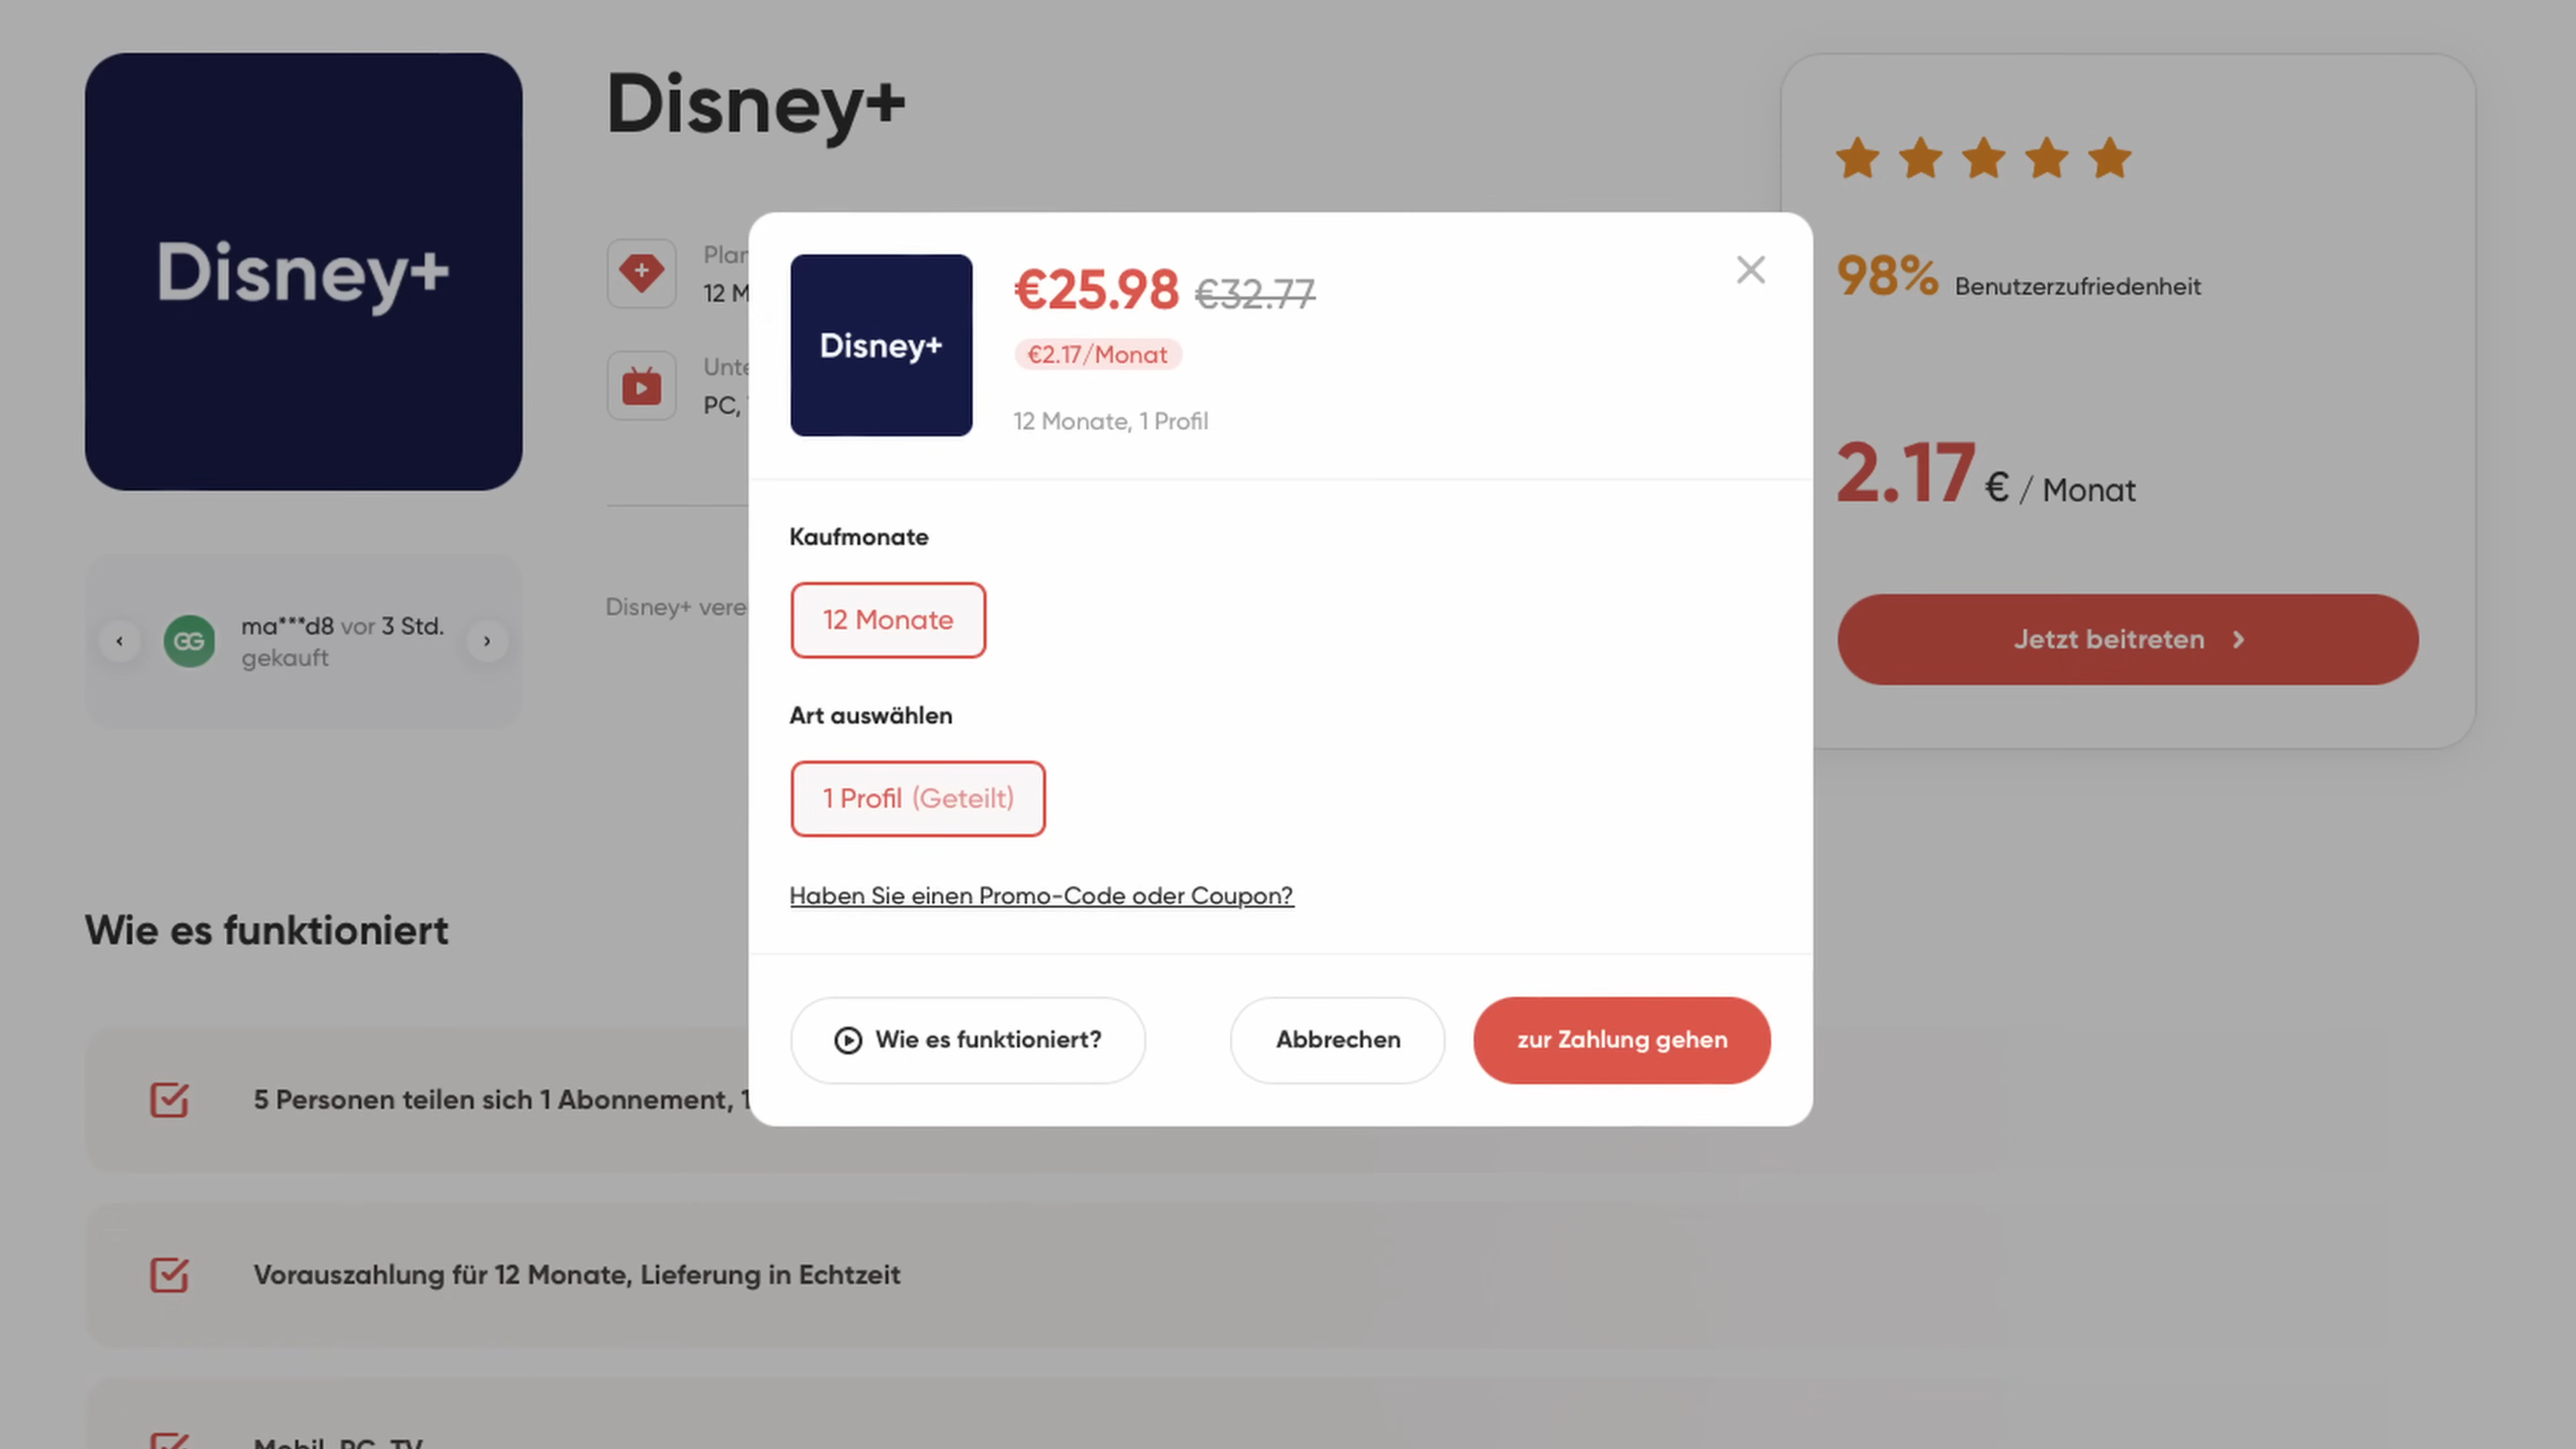 Disney+
Disney+
Plan
12 M
Unte
PC,
Disney+ vere
ma***d8 vor 3 Std.
gekauft
98% Benutzerzufriedenheit
2.17 € / Monat
Jetzt beitreten
Disney+
€25.98 €32.77
€2.17/Monat
12 Monate, 1 Profil
Kaufmonate
12 Monate
Art auswählen
1 Profil (Geteilt)
Haben Sie einen Promo-Code oder Coupon?
Wie es funktioniert?
Abbrechen
zur Zahlung gehen
Wie es funktioniert
5 Personen teilen sich 1 Abonnement, 1
Vorauszahlung für 12 Monate, Lieferung in Echtzeit
Mobil, PC, TV